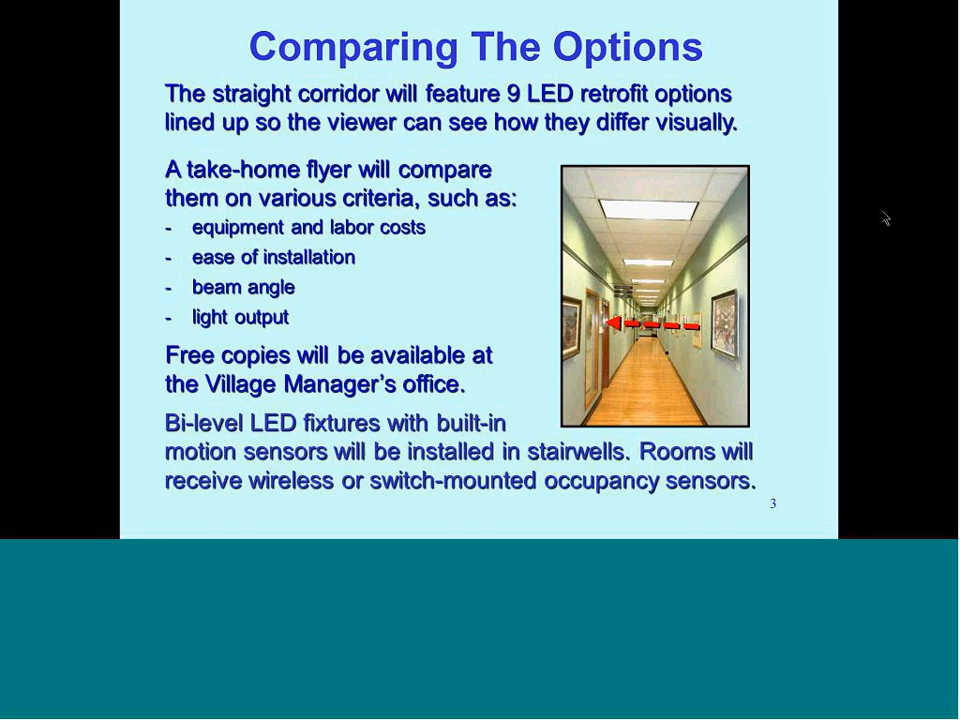 Comparing The Options
The straight corridor will feature 9 LED retrofit options
lined up so the viewer can see how they differ visually.
A take-home flyer will compare
them on various criteria, such as:
- equipment and labor costs
- ease of installation
- beam angle
- light output
Free copies will be available at
the Village Manager's office.
Bi-level LED fixtures with built-in
motion sensors will be installed in stairwells. Rooms will
receive wireless or switch-mounted occupancy sensors.
3